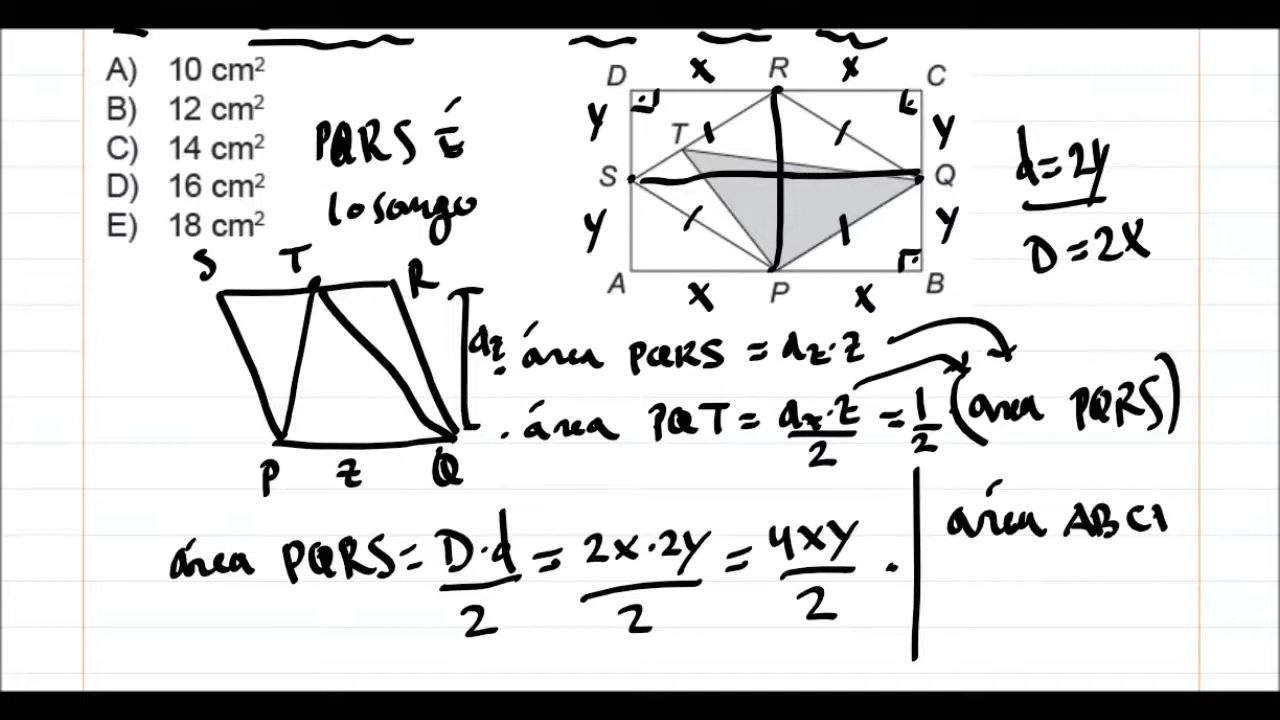 A) 10 cm²
B) 12 cm²
C) 14 cm²
D) 16 cm²
E) 18 cm²
PQRS É
losango
D x R x C
y T y
S Q
y y
A x P x B
d=2y
D=2x
S T R
P z Q
dz
área PQRS = dz·z
. área PQT = dz·z/2 = 1/2 (área PQRS)
área PQRS = D·d/2 = 2x·2y/2 = 4xy/2 .
área ABC